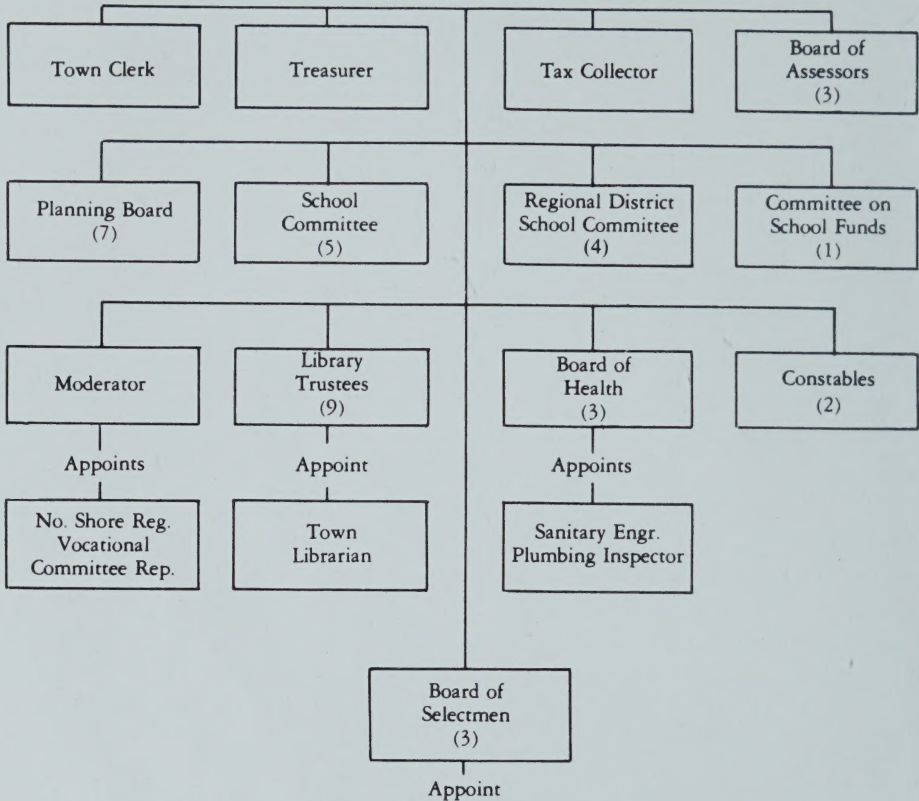 Town Clerk
Treasurer
Tax Collector
Board of
Assessors
(3)
Planning Board
(7)
School
Committee
(5)
Regional District
School Committee
(4)
Committee on
School Funds
(1)
Moderator
Library
Trustees
(9)
Board of
Health
(3)
Constables
(2)
Appoints
Appoint
Appoints
No. Shore Reg.
Vocational
Committee Rep.
Town
Librarian
Sanitary Engr.
Plumbing Inspector
Board of
Selectmen
(3)
Appoint